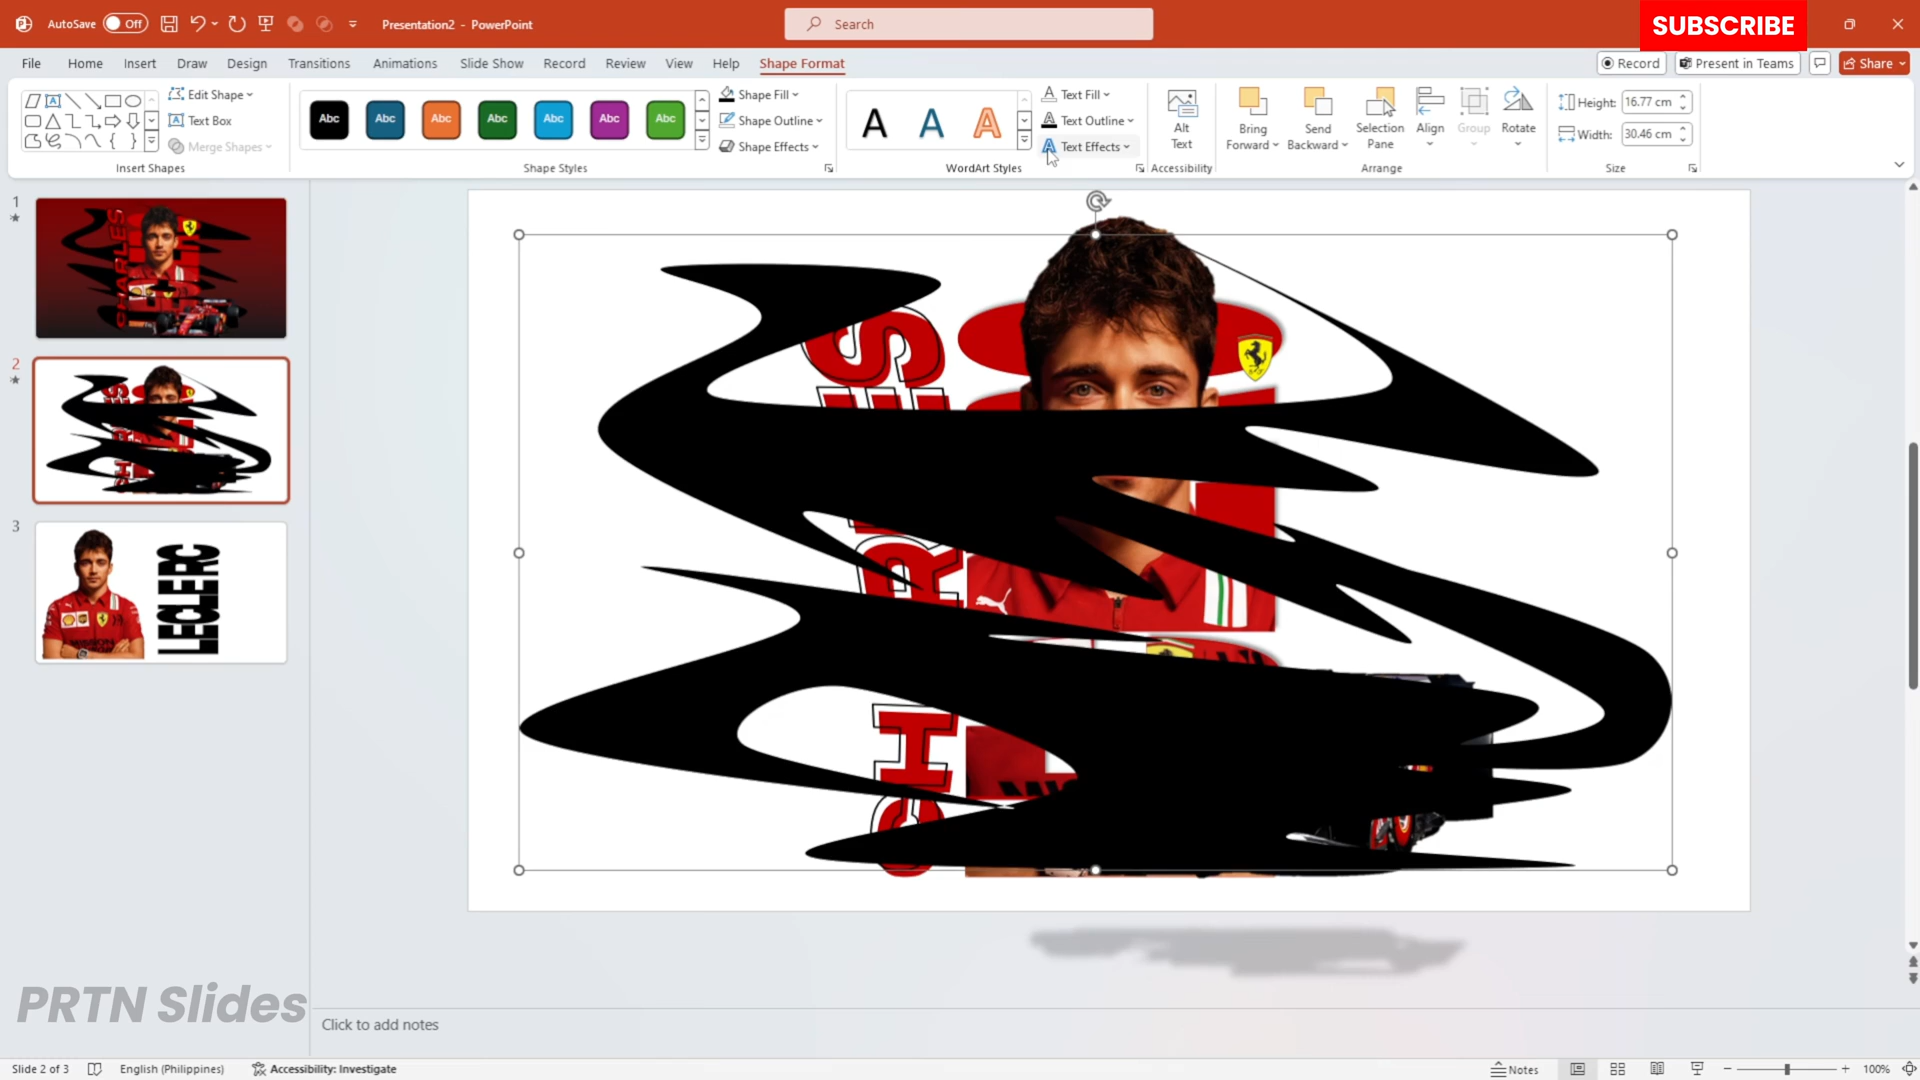 AutoSave Off Presentation2 - PowerPoint Search SUBSCRIBE
File Home Insert Draw Design Transitions Animations Slide Show Record Review View Help Shape Format Record Present in Teams Share
Edit Shape
Text Box
Merge Shapes
Insert Shapes
Abc Abc Abc Abc Abc Abc Abc
Shape Styles
Shape Fill
Shape Outline
Shape Effects
A A A
WordArt Styles
Text Fill
Text Outline
Text Effects
Alt Text
Accessibility
Bring Forward
Send Backward
Selection Pane
Align
Group
Rotate
Arrange
Height: 16.77 cm
Width: 30.46 cm
Size
1
CHARLES
2
3
LECLERC
PRTN Slides
Click to add notes
Slide 2 of 3 English (Philippines) Accessibility: Investigate Notes 100%